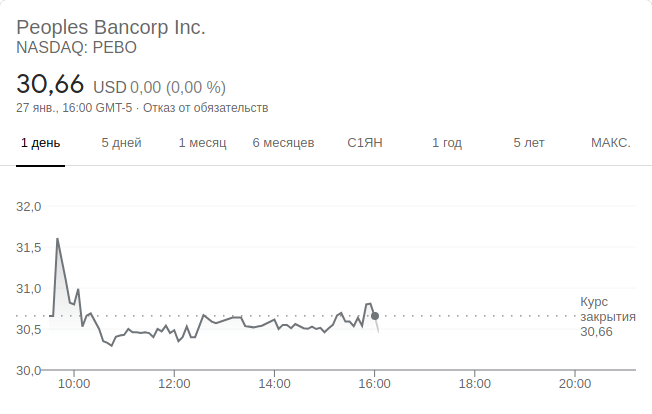 Peoples Bancorp Inc.
NASDAQ: PEBO
30,66 USD 0,00 (0,00 %)
27 янв., 16:00 GMT-5 · Отказ от обязательств
1 день 5 дней 1 месяц 6 месяцев С1ЯН 1 год 5 лет МАКС.
32,0
31,5
31,0
30,5
30,0
Курс
закрытия
30,66
10:00 12:00 14:00 16:00 18:00 20:00